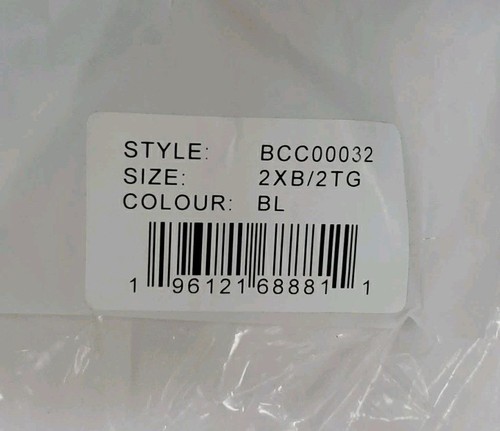 STYLE: BCC00032
SIZE: 2XB/2TG
COLOUR: BL
1 96121 68881 1